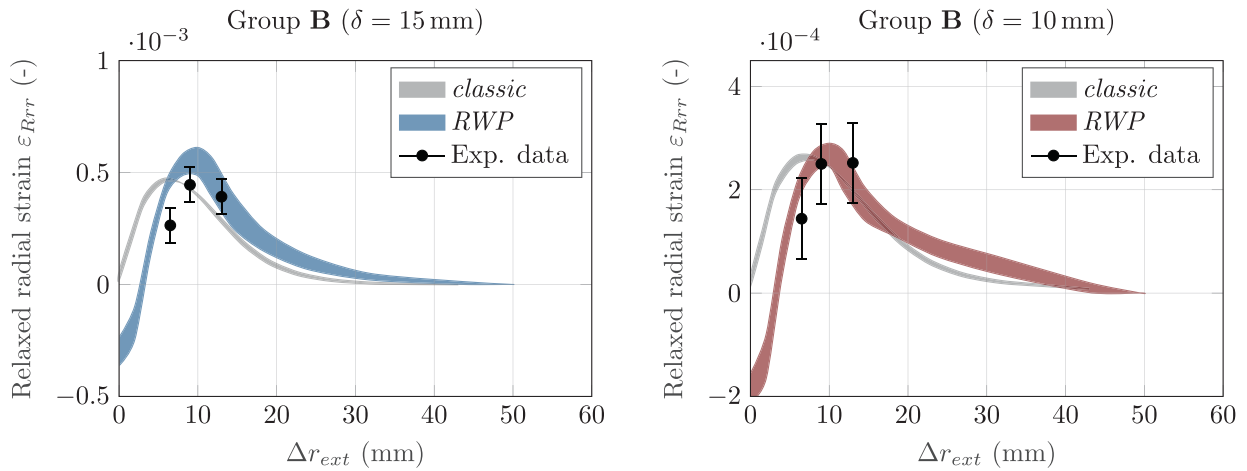 Group B (δ = 15 mm)
·10⁻³
1
0.5
0
−0.5
0 10 20 30 40 50 60
Relaxed radial strain ε_Rrr (-)
Δr_ext (mm)
classic
RWP
Exp. data
Group B (δ = 10 mm)
·10⁻⁴
4
2
0
−2
0 10 20 30 40 50 60
Relaxed radial strain ε_Rrr (-)
Δr_ext (mm)
classic
RWP
Exp. data